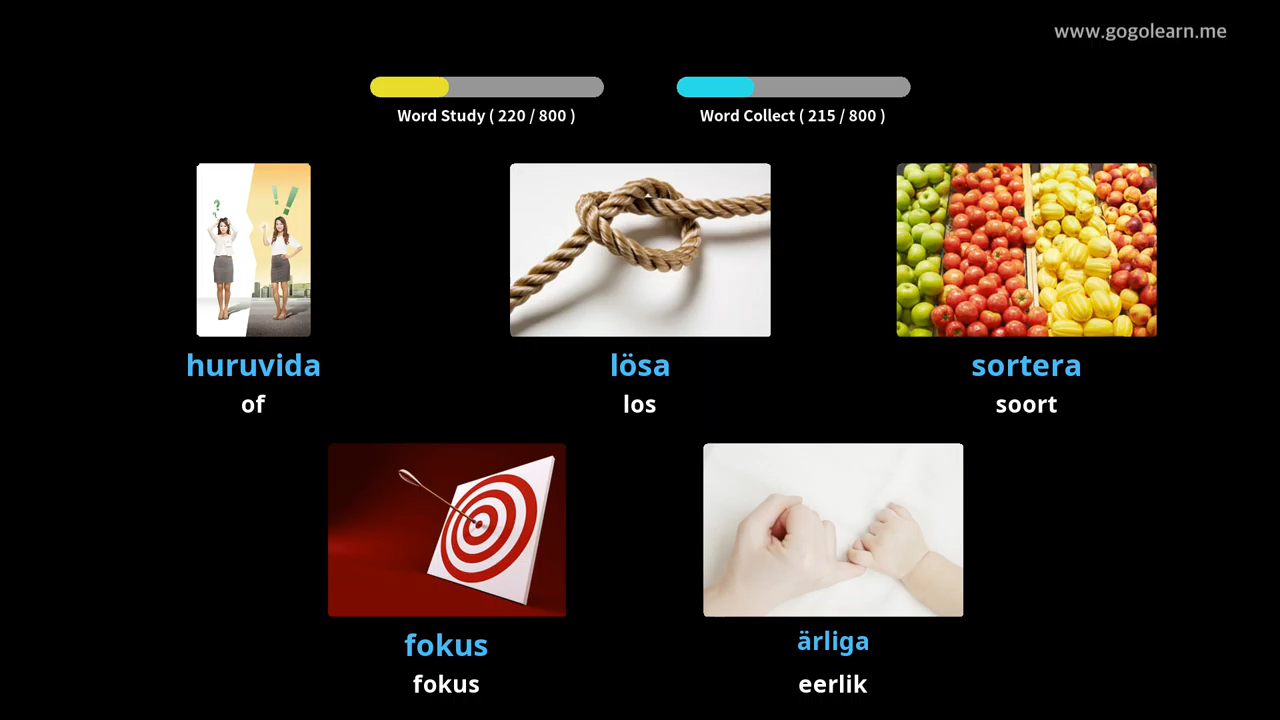 www.gogolearn.me
Word Study ( 220 / 800 )
Word Collect ( 215 / 800 )
huruvida
of
lösa
los
sortera
soort
fokus
fokus
ärliga
eerlik